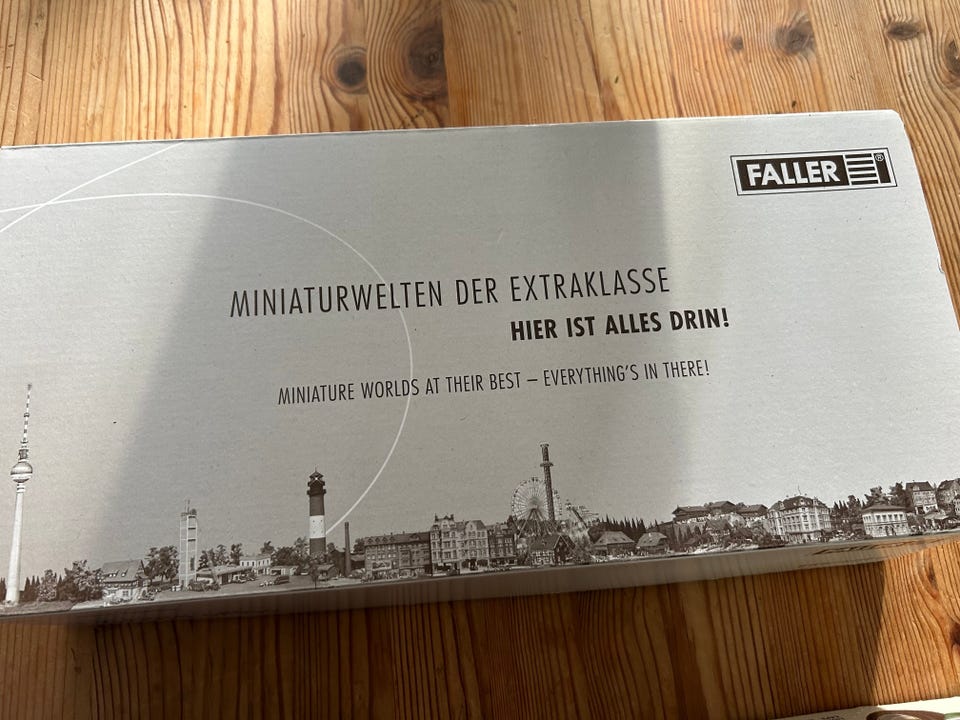 FALLER ®
MINIATURWELTEN DER EXTRAKLASSE
HIER IST ALLES DRIN!
MINIATURE WORLDS AT THEIR BEST – EVERYTHING'S IN THERE!